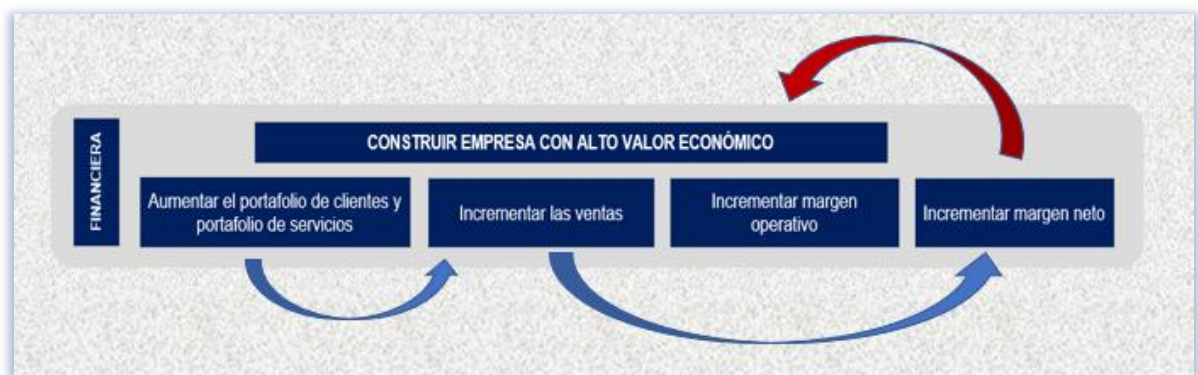 FINANCIERA
CONSTRUIR EMPRESA CON ALTO VALOR ECONÓMICO
Aumentar el portafolio de clientes y
portafolio de servicios
Incrementar las ventas
Incrementar margen
operativo
Incrementar margen neto